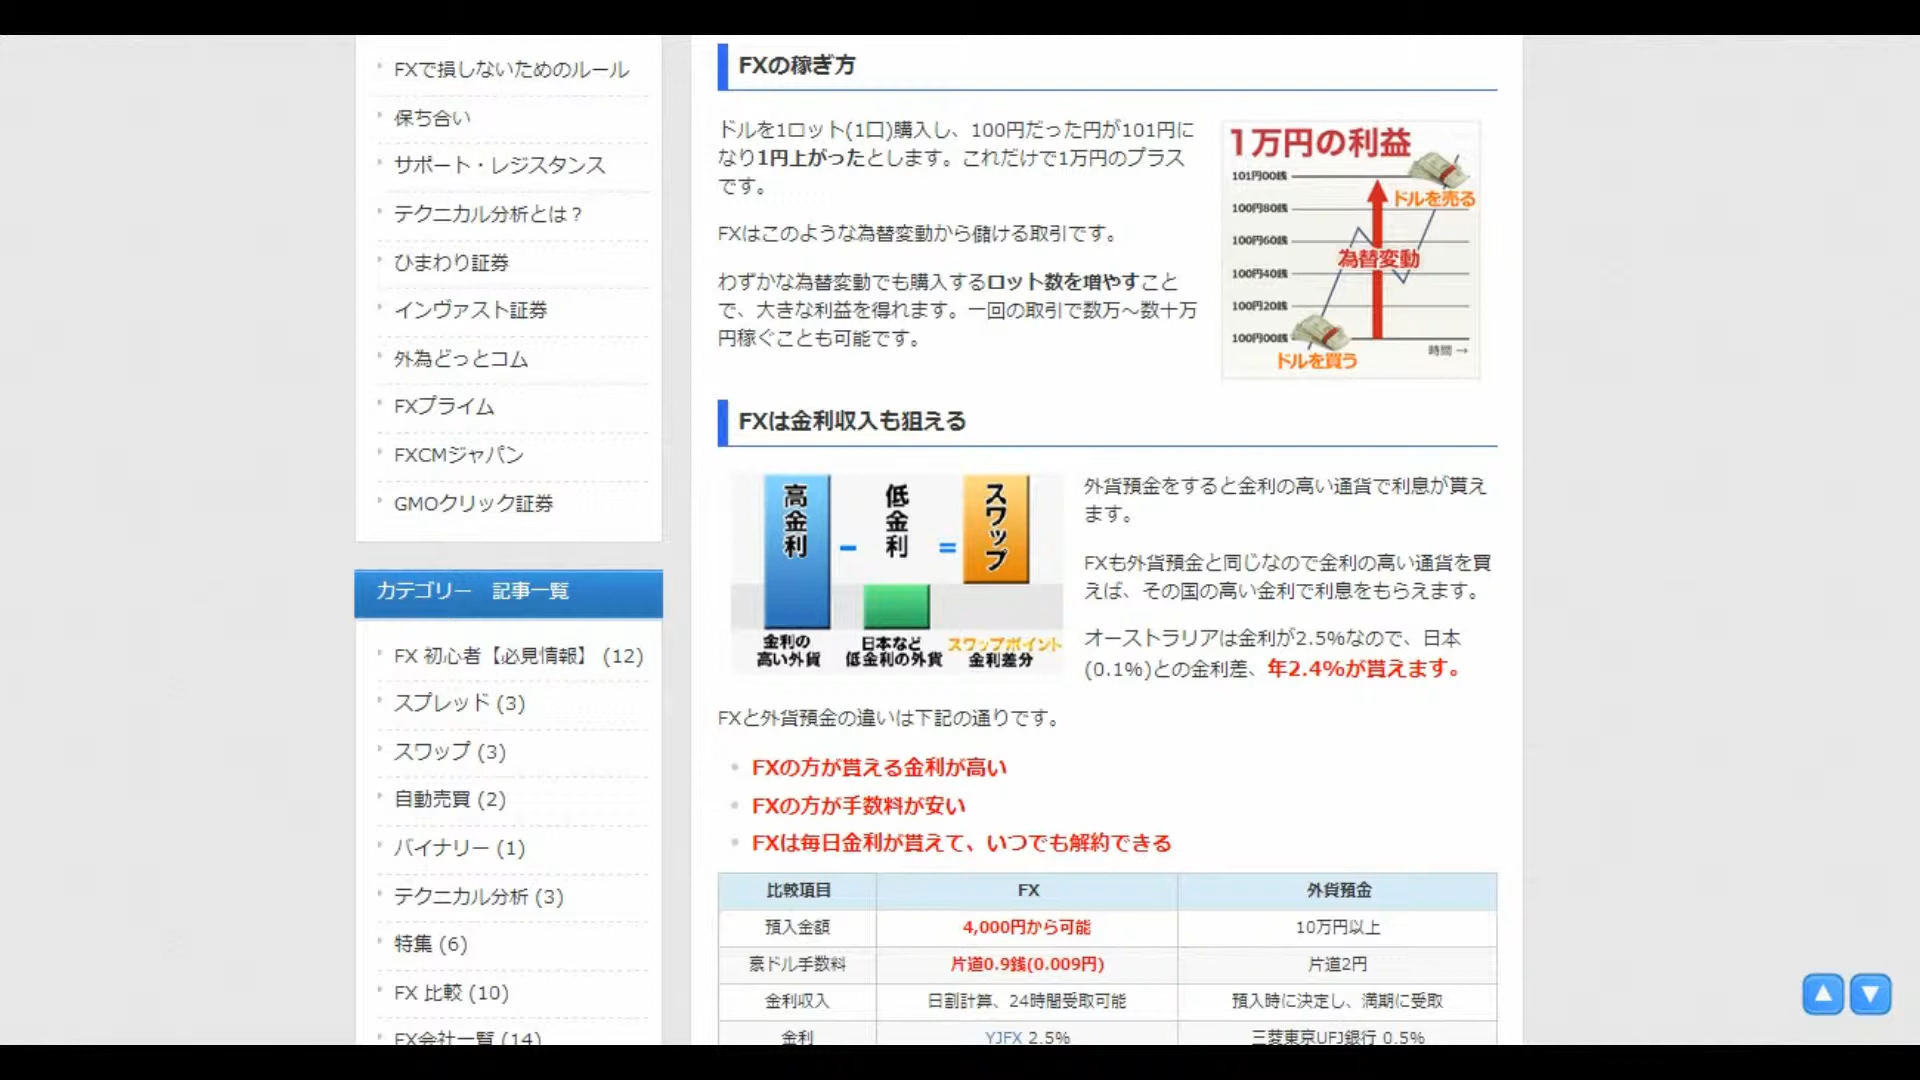 FXで損しないためのルール
保ち合い
サポート・レジスタンス
テクニカル分析とは？
ひまわり証券
インヴァスト証券
外為どっとコム
FXプライム
FXCMジャパン
GMOクリック証券
カテゴリー　記事一覧
FX 初心者【必見情報】 (12)
スプレッド (3)
スワップ (3)
自動売買 (2)
バイナリー (1)
テクニカル分析 (3)
特集 (6)
FX 比較 (10)
FX会社一覧 (14)
FXの稼ぎ方
ドルを1ロット(1口)購入し、100円だった円が101円に
なり1円上がったとします。これだけで1万円のプラス
です。
FXはこのような為替変動から儲ける取引です。
わずかな為替変動でも購入するロット数を増やすこと
で、大きな利益を得れます。一回の取引で数万～数十万
円稼ぐことも可能です。
1万円の利益
101円00銭
ドルを売る
100円80銭
100円60銭
為替変動
100円40銭
100円20銭
100円00銭
時間→
ドルを買う
FXは金利収入も狙える
高金利
－
低金利
＝
スワップ
金利の
高い外貨
日本など
低金利の外貨
スワップポイント
金利差分
外貨預金をすると金利の高い通貨で利息が貰え
ます。
FXも外貨預金と同じなので金利の高い通貨を買
えば、その国の高い金利で利息をもらえます。
オーストラリアは金利が2.5%なので、日本
(0.1%)との金利差、年2.4%が貰えます。
FXと外貨預金の違いは下記の通りです。
FXの方が貰える金利が高い
FXの方が手数料が安い
FXは毎日金利が貰えて、いつでも解約できる
比較項目 FX 外貨預金
預入金額 4,000円から可能 10万円以上
豪ドル手数料 片道0.9銭(0.009円) 片道2円
金利収入 日割計算、24時間受取可能 預入時に決定し、満期に受取
金利 YJFX 2.5% 三菱東京UFJ銀行 0.5%